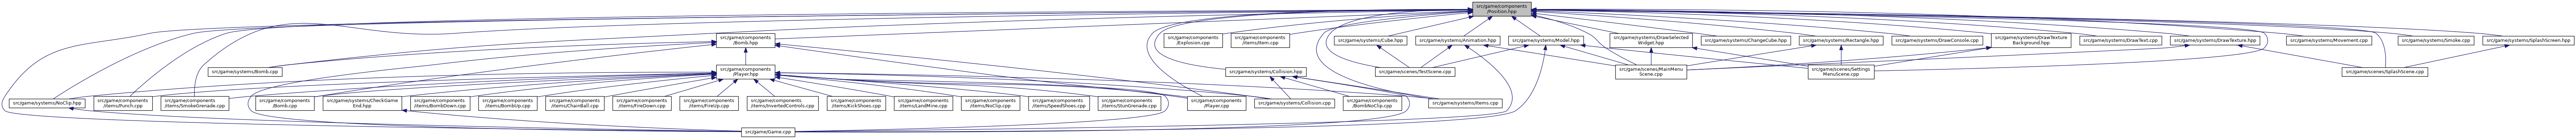 src/game/components
/Position.hpp
src/game/components
/Bomb.hpp
src/game/components
/Explosion.cpp
src/game/components
/items/Item.cpp
src/game/systems/Cube.hpp
src/game/systems/Animation.hpp
src/game/systems/Model.hpp
src/game/systems/DrawSelected
Widget.hpp
src/game/systems/ChangeCube.hpp
src/game/systems/Rectangle.hpp
src/game/systems/DrawConsole.cpp
src/game/systems/DrawTexture
Background.hpp
src/game/systems/DrawText.cpp
src/game/systems/DrawTexture.hpp
src/game/systems/Movement.cpp
src/game/systems/Smoke.cpp
src/game/systems/SplashScreen.hpp
src/game/systems/Bomb.cpp
src/game/components
/Player.hpp
src/game/systems/Collision.hpp
src/game/scenes/TestScene.cpp
src/game/scenes/MainMenu
Scene.cpp
src/game/scenes/Settings
MenuScene.cpp
src/game/scenes/SplashScene.cpp
src/game/systems/NoClip.hpp
src/game/components
/items/Punch.cpp
src/game/components
/items/SmokeGrenade.cpp
src/game/components
/Bomb.cpp
src/game/systems/CheckGame
End.hpp
src/game/components
/items/BombDown.cpp
src/game/components
/items/BombUp.cpp
src/game/components
/items/ChainBall.cpp
src/game/components
/items/FireDown.cpp
src/game/components
/items/FireUp.cpp
src/game/components
/items/InvertedControls.cpp
src/game/components
/items/KickShoes.cpp
src/game/components
/items/LandMine.cpp
src/game/components
/items/NoClip.cpp
src/game/components
/items/SpeedShoes.cpp
src/game/components
/items/StunGrenade.cpp
src/game/components
/Player.cpp
src/game/systems/Collision.cpp
src/game/components
/BombNoClip.cpp
src/game/systems/Items.cpp
src/game/Game.cpp